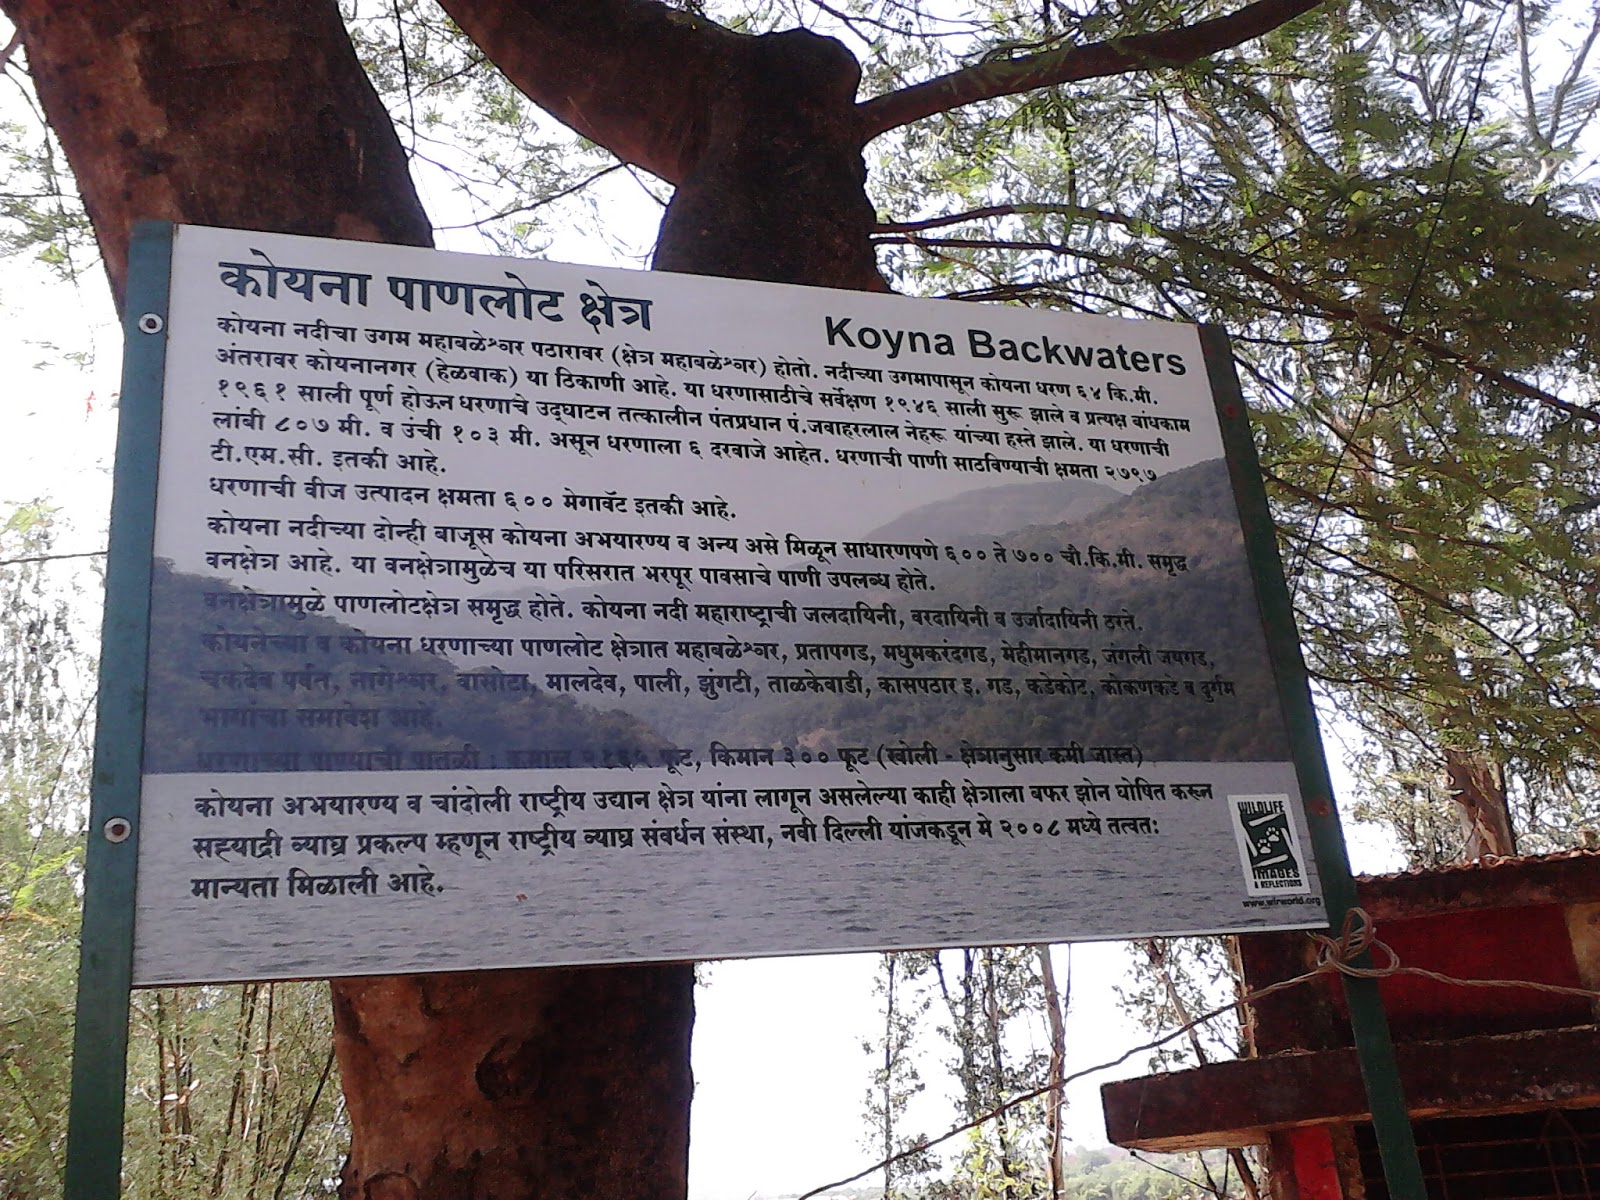 कोयना पाणलोट क्षेत्र
Koyna Backwaters
कोयना नदीचा उगम महाबळेश्वर पठारावर (क्षेत्र महाबळेश्वर) होतो. नदीच्या उगमापासून कोयना धरण ६४ कि.मी.
अंतरावर कोयनानगर (हेळवाक) या ठिकाणी आहे. या धरणासाठीचे सर्वेक्षण १९४६ साली सुरू झाले व प्रत्यक्ष बांधकाम
१९६१ साली पूर्ण होऊन धरणाचे उद्‌घाटन तत्कालीन पंतप्रधान पं.जवाहरलाल नेहरू यांच्या हस्ते झाले. या धरणाची
लांबी ८०७ मी. व उंची १०३ मी. असून धरणाला ६ दरवाजे आहेत. धरणाची पाणी साठविण्याची क्षमता २७९७
टी.एम.सी. इतकी आहे.
धरणाची वीज उत्पादन क्षमता ६०० मेगावॅट इतकी आहे.
कोयना नदीच्या दोन्ही बाजूस कोयना अभयारण्य व अन्य असे मिळून साधारणपणे ६०० ते ७०० चौ.कि.मी. समृद्ध
वनक्षेत्र आहे. या वनक्षेत्रामुळेच या परिसरात भरपूर पावसाचे पाणी उपलब्ध होते.
वनक्षेत्रामुळे पाणलोटक्षेत्र समृद्ध होते. कोयना नदी महाराष्ट्राची जलदायिनी, वरदायिनी व उर्जादायिनी ठरते.
कोयनेच्या व कोयना धरणाच्या पाणलोट क्षेत्रात महाबळेश्वर, प्रतापगड, मधुमकरंदगड, मेहीमानगड, जंगली जयगड,
चकदेव पर्वत, नागेश्वर, वासोटा, मालदेव, पाली, झुंगटी, ताळकेवाडी, कासपठार इ. गड, कडेकोट, कोकणकडे व दुर्गम
भागांचा समावेश आहे.
धरणाच्या पाण्याची पातळी : कमाल फूट, किमान ३०० फूट (खोली - क्षेत्रानुसार कमी जास्त)
कोयना अभयारण्य व चांदोली राष्ट्रीय उद्यान क्षेत्र यांना लागून असलेल्या काही क्षेत्राला बफर झोन घोषित करून
सह्याद्री व्याघ्र प्रकल्प म्हणून राष्ट्रीय व्याघ्र संवर्धन संस्था, नवी दिल्ली यांजकडून मे २००८ मध्ये तत्वतः
मान्यता मिळाली आहे.
WILDLIFE
IMAGES
& REFLECTIONS
www.wirworld.org